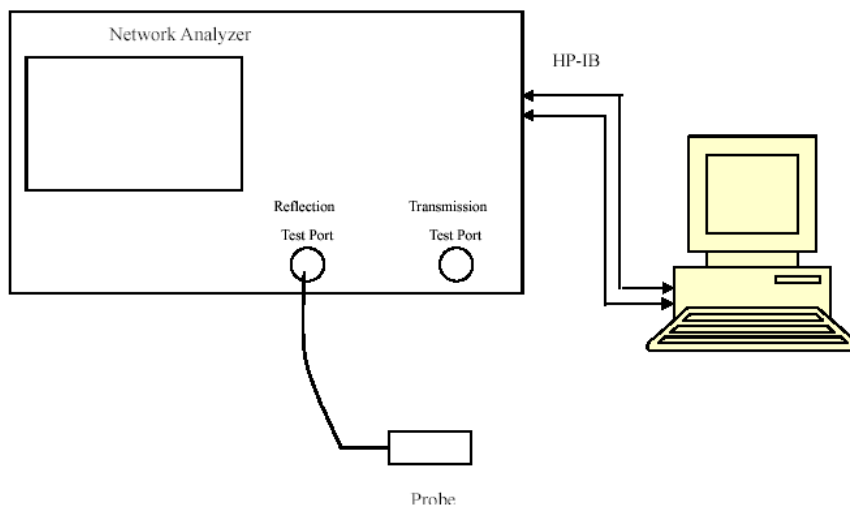 Network Analyzer
HP-IB
Reflection
Test Port
Transmission
Test Port
Probe